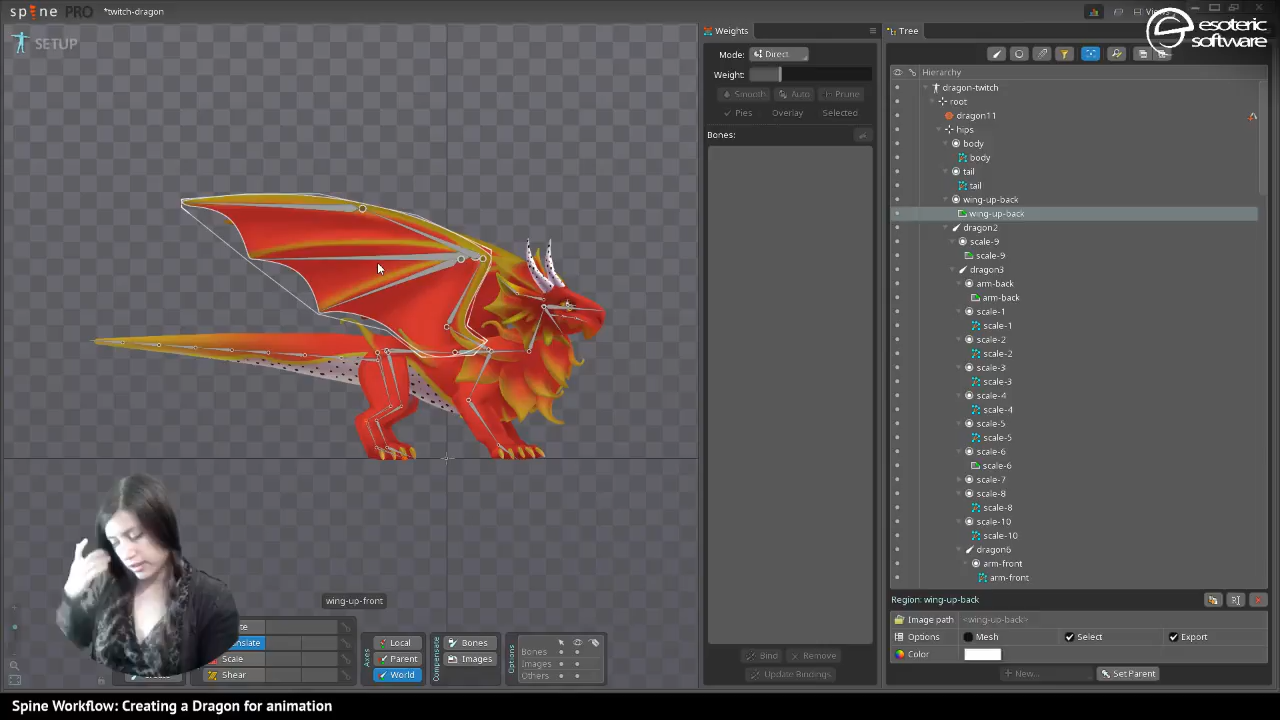 spine PRO
*twitch-dragon
Views
esoteric software
SETUP
Weights
Mode:
Direct
Weight:
Smooth
Auto
Prune
Pies
Overlay
Selected
Bones:
Bind
Remove
Update Bindings
Tree
Hierarchy
dragon-twitch
root
dragon11
hips
body
body
tail
tail
wing-up-back
wing-up-back
dragon2
scale-9
scale-9
dragon3
arm-back
arm-back
scale-1
scale-1
scale-2
scale-2
scale-3
scale-3
scale-4
scale-4
scale-5
scale-5
scale-6
scale-6
scale-7
scale-8
scale-8
scale-10
scale-10
dragon6
arm-front
arm-front
Region: wing-up-back
Image path
<wing-up-back>
Options
Mesh
Select
Export
Color
New...
Set Parent
wing-up-front
Scale
Shear
Axes
Local
Parent
World
Compensate
Bones
Images
Options
Bones
Images
Others
Spine Workflow: Creating a Dragon for animation